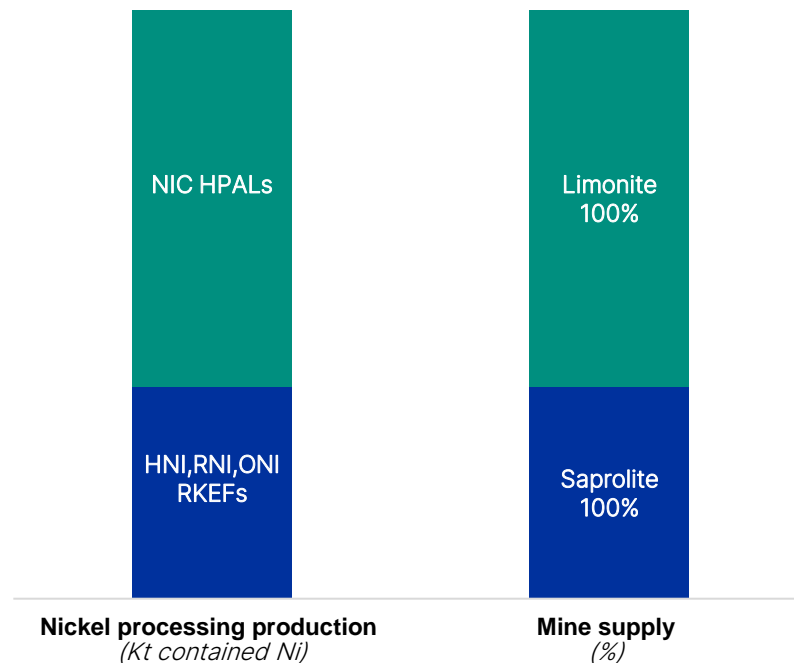 NIC HPALs
HNI,RNI,ONI
RKEFs
Limonite
100%
Saprolite
100%
Nickel processing production
(Kt contained Ni)
Mine supply
(%)